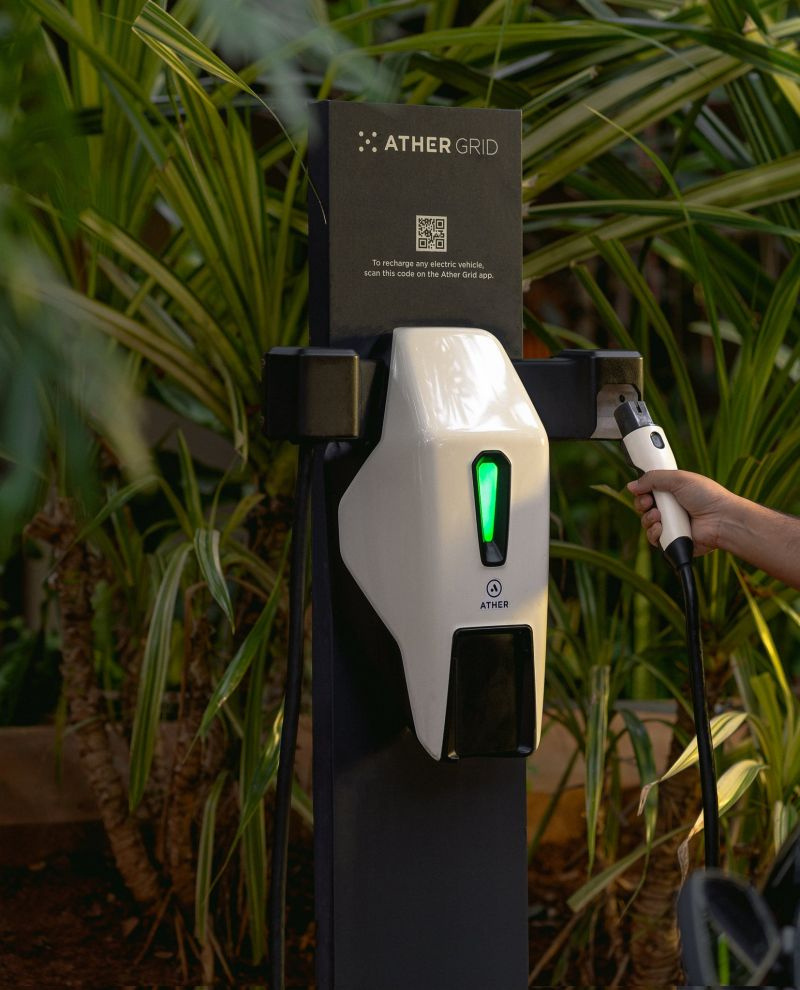 ATHER GRID
To recharge any electric vehicle,
scan this code on the Ather Grid app.
ATHER